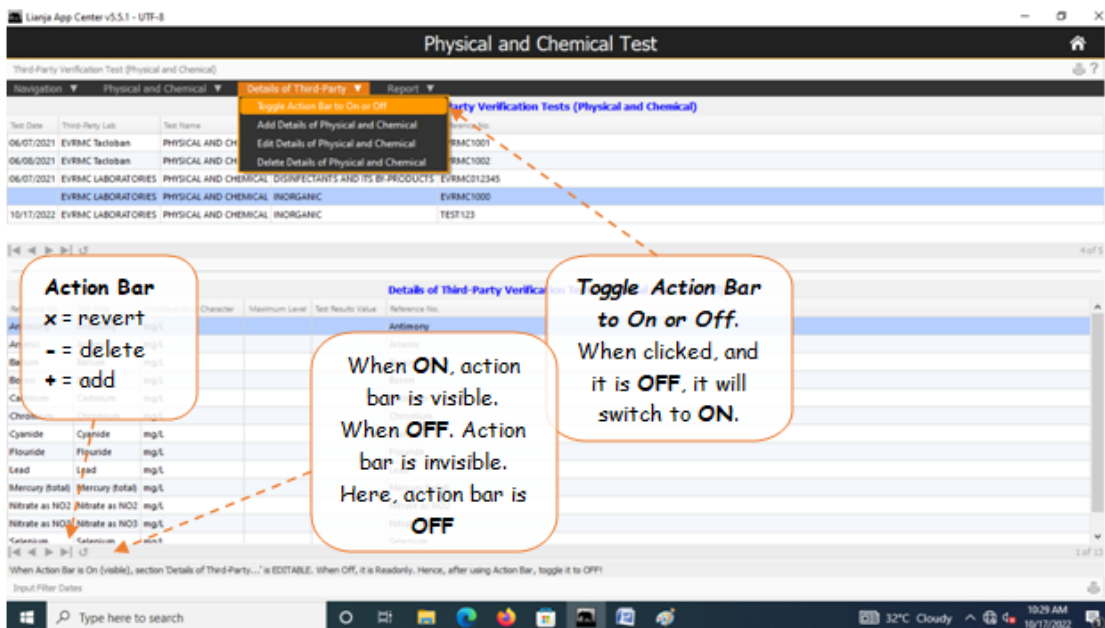 Lianja App Center v5.5.1 - UTF-8
Physical and Chemical Test
Third-Party Verification Test (Physical and Chemical)
Navigation ▼ Physical and Chemical ▼ Details of Third-Party ▼ Report ▼
Toggle Action Bar to On or Off
Add Details of Physical and Chemical
Edit Details of Physical and Chemical
Delete Details of Physical and Chemical
Party Verification Tests (Physical and Chemical)
Test Date Third-Party Lab Test Name
06/07/2021 EVRMC Tacloban PHYSICAL AND CH
06/08/2021 EVRMC Tacloban PHYSICAL AND CH EVRMC1002
06/07/2021 EVRMC LABORATORIES PHYSICAL AND CHEMICAL DISINFECTANTS AND ITS BI-PRODUCTS EVRMC012345
EVRMC LABORATORIES PHYSICAL AND CHEMICAL INORGANIC EVRMC1000
10/17/2022 EVRMC LABORATORIES PHYSICAL AND CHEMICAL INORGANIC TEST123
4 of 5
Action Bar
x = revert
- = delete
+ = add
Toggle Action Bar
to On or Off.
When clicked, and
it is OFF, it will
switch to ON.
When ON, action
bar is visible.
When OFF. Action
bar is invisible.
Here, action bar is
OFF
Details of Third-Party Verifica
Character Maximum Level Test Results Value Reference No.
Antimony
Cyanide Cyanide mg/L
Flouride Flouride mg/L
Lead Lead mg/L
Mercury (total) Mercury (total) mg/L
Nitrate as NO2 Nitrate as NO2 mg/L
Nitrate as NO3 Nitrate as NO3 mg/L
Selenium Selenium mg/L
1 of 13
'When Action Bar is On (visible), section 'Details of Third-Party...' is EDITABLE. When Off, it is Readonly. Hence, after using Action Bar, toggle it to OFF!
Input Filter Dates
Type here to search
32°C Cloudy
10:29 AM
10/17/2022